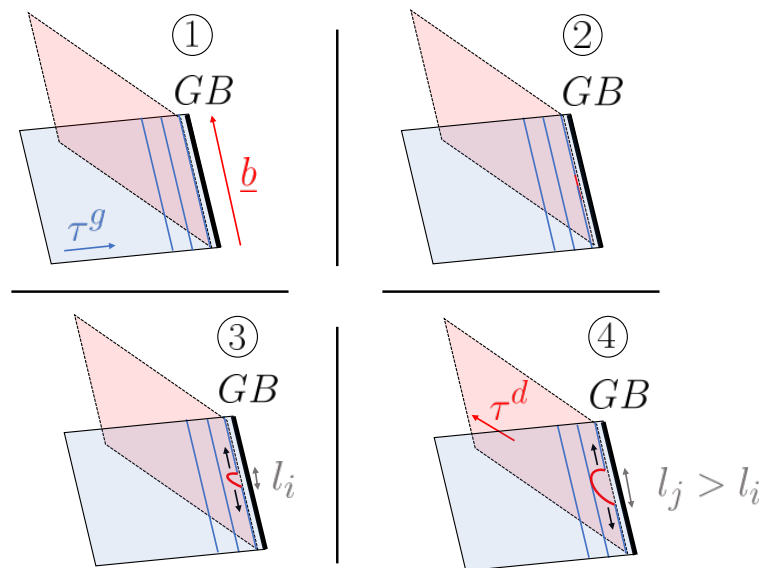 ①
GB
b
τ^g
②
GB
③
GB
l_i
④
GB
τ^d
l_j > l_i